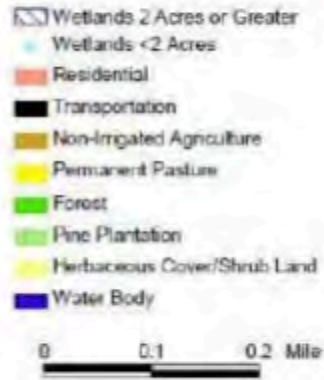 Wetlands 2 Acres or Greater
Wetlands <2 Acres
Residential
Transportation
Non-Irrigated Agriculture
Permanent Pasture
Forest
Pine Plantation
Herbaceous Cover/Shrub Land
Water Body
0 0.1 0.2 Mile